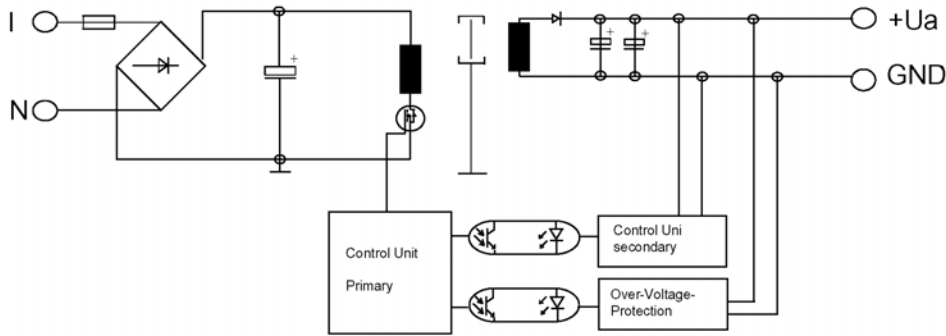 I
+Ua
N
GND
+
+
+
Control Unit
Primary
Control Uni
secondary
Over-Voltage-
Protection